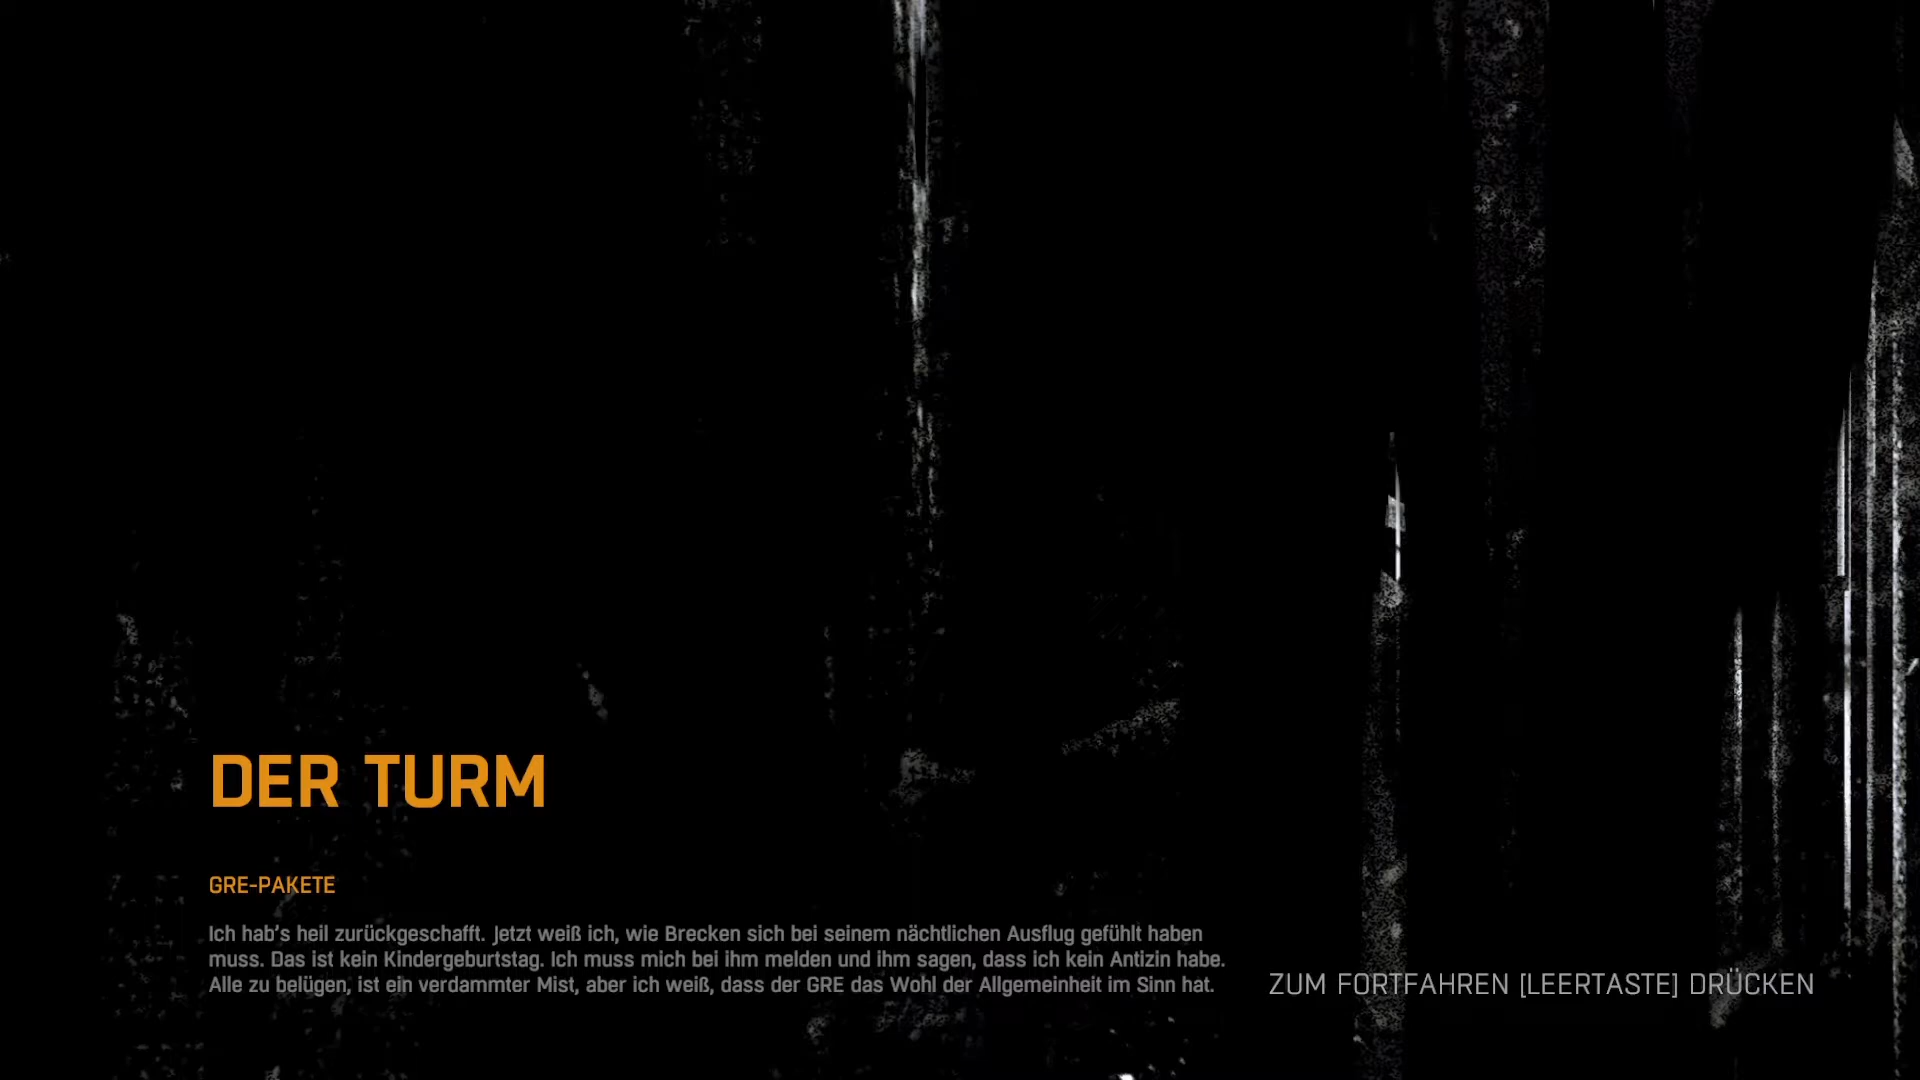 DER TURM
GRE-PAKETE
Ich hab's heil zurückgeschafft. Jetzt weiß ich, wie Brecken sich bei seinem nächtlichen Ausflug gefühlt haben
muss. Das ist kein Kindergeburtstag. Ich muss mich bei ihm melden und ihm sagen, dass ich kein Antizin habe.
Alle zu belügen, ist ein verdammter Mist, aber ich weiß, dass der GRE das Wohl der Allgemeinheit im Sinn hat.
ZUM FORTFAHREN [LEERTASTE] DRÜCKEN